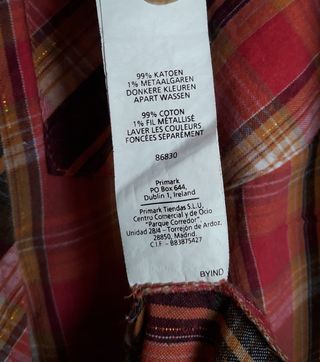 99% KATOEN
1% METAALGAREN
DONKERE KLEUREN
APART WASSEN
99% COTON
1% FIL MÉTALLISÉ
LAVER LES COULEURS
FONCÉES SÉPARÉMENT
86830
Primark
PO Box 644,
Dublin 1, Ireland
Primark Tiendas S.L.U.
Centro Comercial y de Ocio
"Parque Corredor"
Unidad 28/4 - Torrejón de Ardoz.
28850, Madrid
C.I.F. - B83875427
BYIND